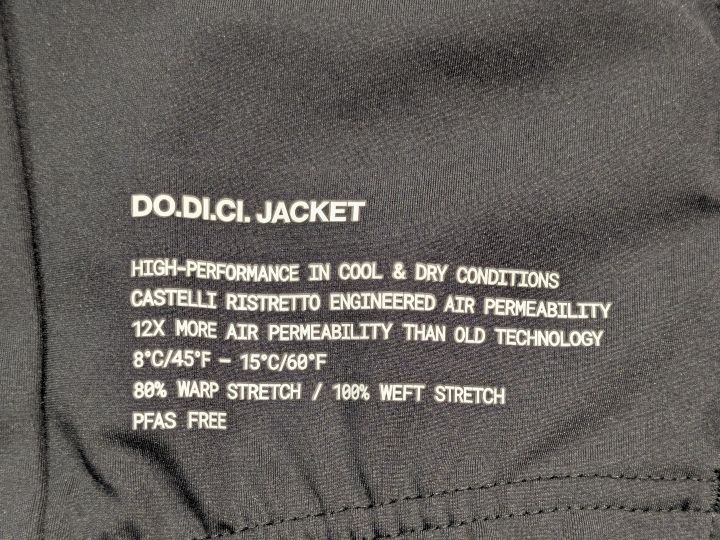 DO.DI.CI. JACKET
HIGH-PERFORMANCE IN COOL & DRY CONDITIONS
CASTELLI RISTRETTO ENGINEERED AIR PERMEABILITY
12X MORE AIR PERMEABILITY THAN OLD TECHNOLOGY
8°C/45°F – 15°C/60°F
80% WARP STRETCH / 100% WEFT STRETCH
PFAS FREE